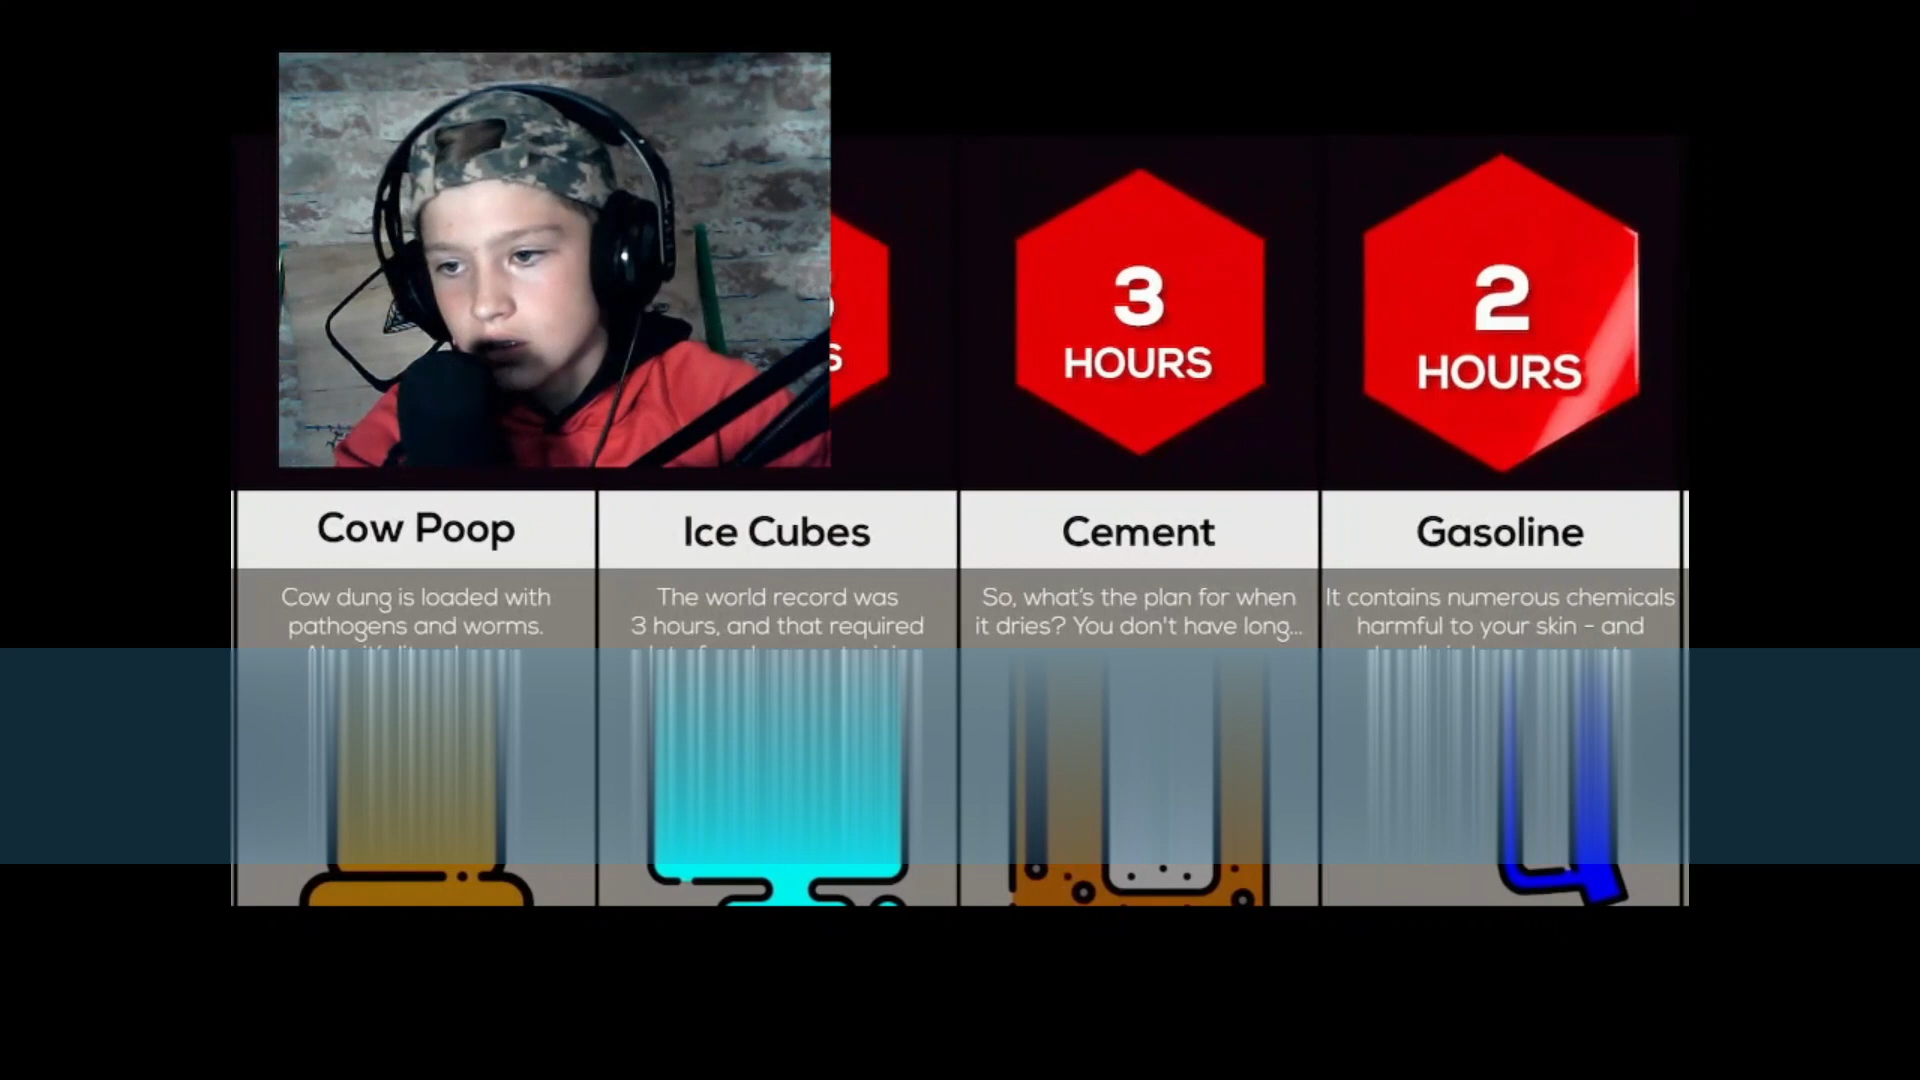 3
HOURS
2
HOURS
Cow Poop
Ice Cubes
Cement
Gasoline
Cow dung is loaded with
pathogens and worms.
The world record was
3 hours, and that required
So, what's the plan for when
it dries? You don't have long...
It contains numerous chemicals
harmful to your skin - and